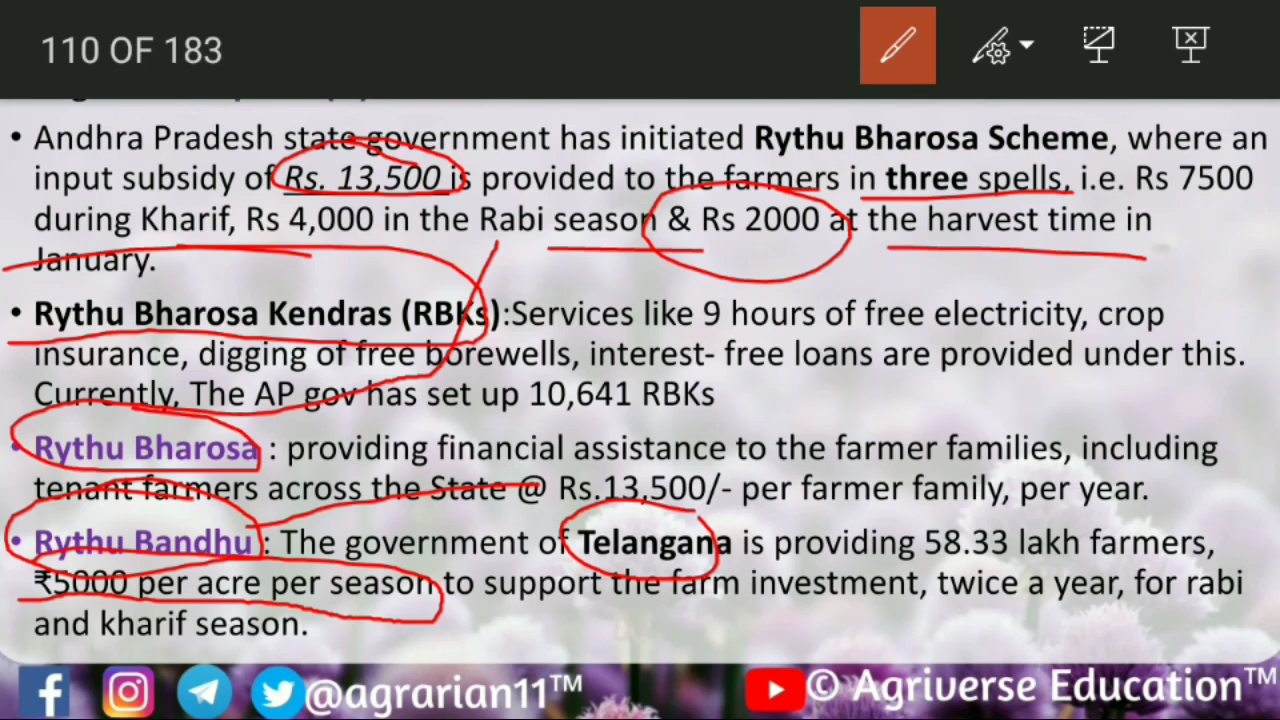 110 OF 183
• Andhra Pradesh state government has initiated Rythu Bharosa Scheme, where an
input subsidy of Rs. 13,500 is provided to the farmers in three spells, i.e. Rs 7500
during Kharif, Rs 4,000 in the Rabi season & Rs 2000 at the harvest time in
January.
• Rythu Bharosa Kendras (RBKs):Services like 9 hours of free electricity, crop
insurance, digging of free borewells, interest- free loans are provided under this.
Currently, The AP gov has set up 10,641 RBKs
• Rythu Bharosa : providing financial assistance to the farmer families, including
tenant farmers across the State @ Rs.13,500/- per farmer family, per year.
• Rythu Bandhu : The government of Telangana is providing 58.33 lakh farmers,
₹5000 per acre per season to support the farm investment, twice a year, for rabi
and kharif season.
@agrarian11™ © Agriverse Education™